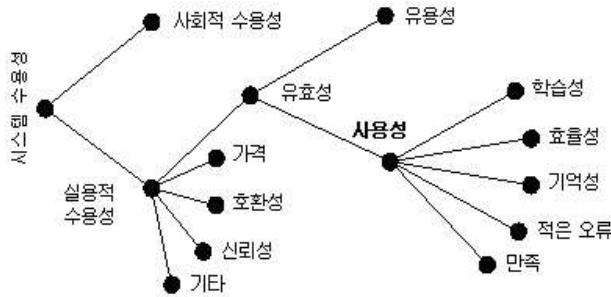 시스템 수용성
사회적 수용성
유용성
유효성
사용성
학습성
효율성
기억성
적은 오류
만족
실용적
수용성
가격
호환성
신뢰성
기타